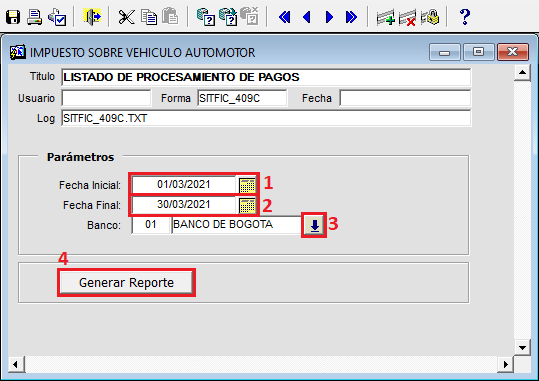 IMPUESTO SOBRE VEHICULO AUTOMOTOR
Titulo LISTADO DE PROCESAMIENTO DE PAGOS
Usuario Forma SITFIC_409C Fecha
Log SITFIC_409C.TXT
Parámetros
Fecha Inicial: 01/03/2021 1
Fecha Final: 30/03/2021 2
Banco: 01 BANCO DE BOGOTA 3
4
Generar Reporte